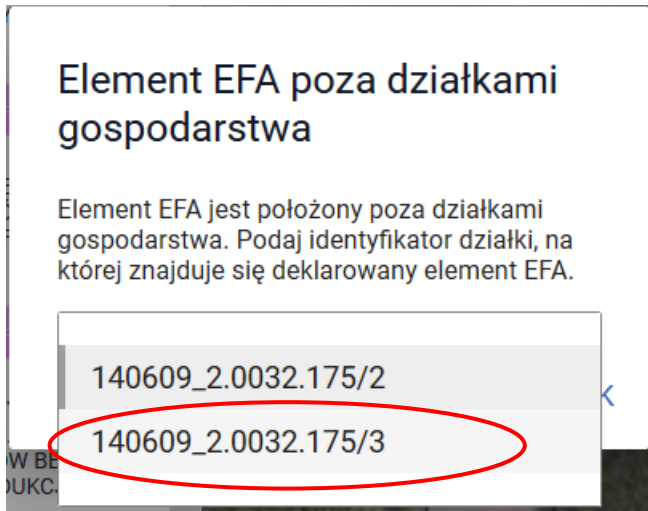 Element EFA poza działkami
gospodarstwa
Element EFA jest położony poza działkami
gospodarstwa. Podaj identyfikator działki, na
której znajduje się deklarowany element EFA.
140609_2.0032.175/2
K
140609_2.0032.175/3